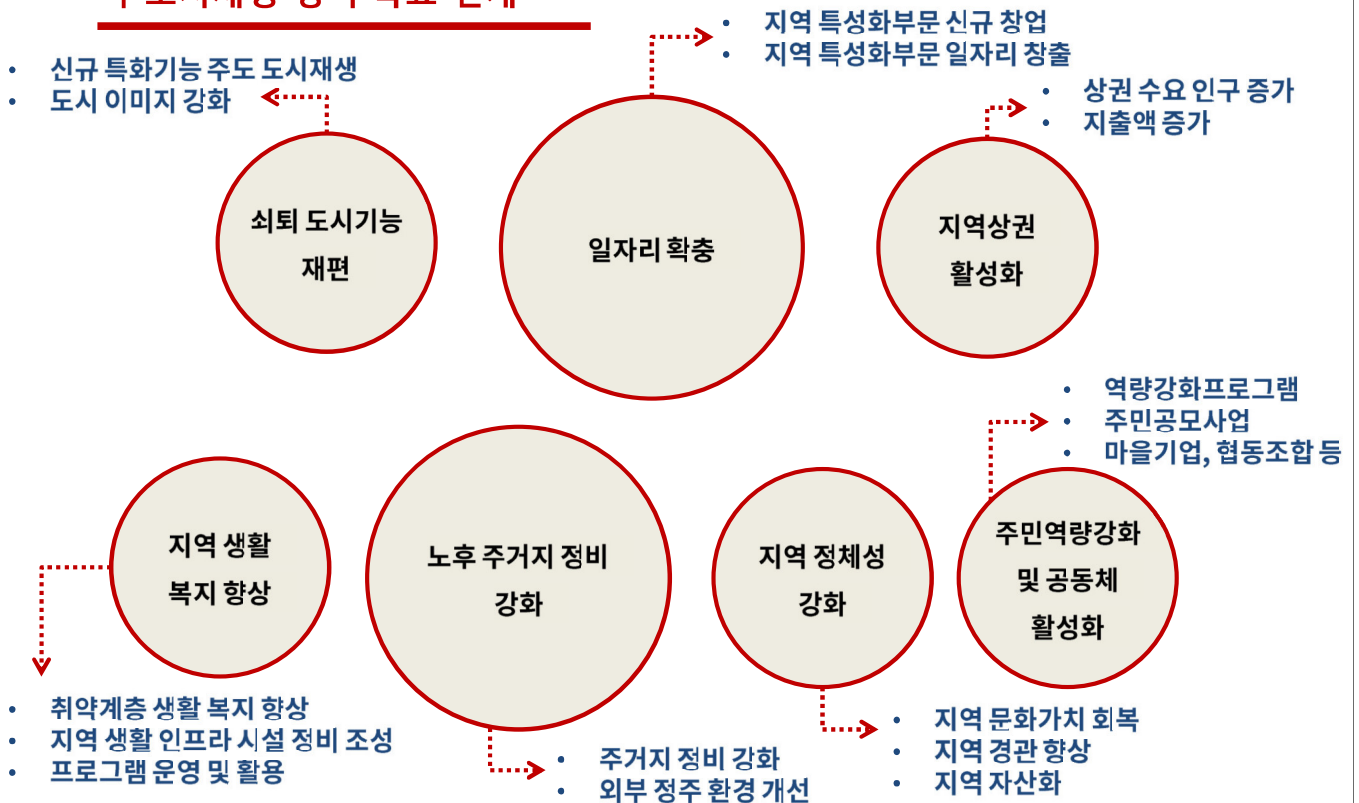 • 지역 특성화부문 신규 창업
• 지역 특성화부문 일자리 창출
• 신규 특화기능 주도 도시재생
• 도시 이미지 강화
• 상권 수요 인구 증가
• 지출액 증가
쇠퇴 도시기능
재편
일자리 확충
지역상권
활성화
• 역량강화프로그램
• 주민공모사업
• 마을기업, 협동조합 등
지역 생활
복지 향상
노후 주거지 정비
강화
지역 정체성
강화
주민역량강화
및 공동체
활성화
• 취약계층 생활 복지 향상
• 지역 생활 인프라 시설 정비 조성
• 프로그램 운영 및 활용
• 주거지 정비 강화
• 외부 정주 환경 개선
• 지역 문화가치 회복
• 지역 경관 향상
• 지역 자산화